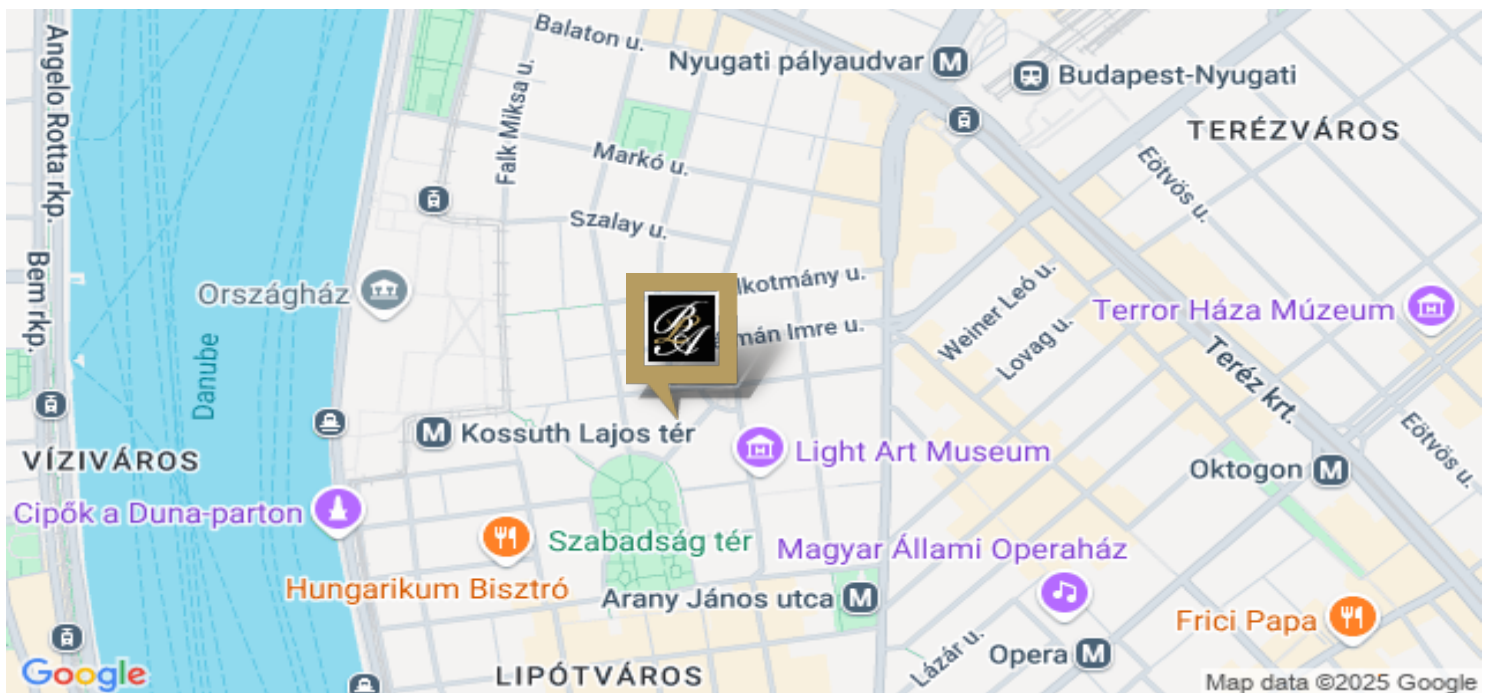 Balaton u.
Nyugati pályaudvar M
Budapest-Nyugati
Angelo Rotta rkp.
Falk Miksa u.
TERÉZVÁROS
Markó u.
Eötvös u.
Szalay u.
Bem rkp.
Országház
lkotmány u.
Weiner Leó u.
Terror Háza Múzeum
BLA
mán Imre u.
Lovag u.
Danube
Teréz krt.
M Kossuth Lajos tér
Light Art Museum
Eötvös u.
VÍZIVÁROS
Oktogon M
Cipők a Duna-parton
Szabadság tér
Magyar Állami Operaház
Hungarikum Bisztró
Arany János utca M
Frici Papa
Lázár u.
Opera M
Google
LIPÓTVÁROS
Map data ©2025 Google